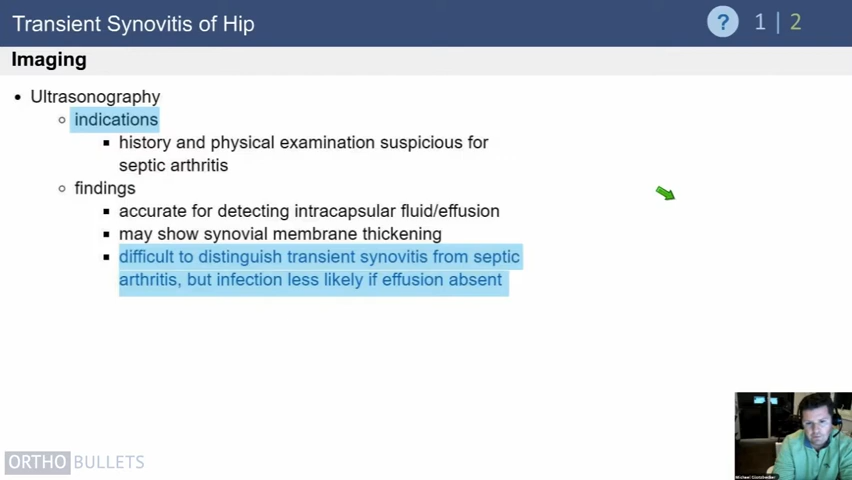 Transient Synovitis of Hip
? 1 | 2
Imaging
• Ultrasonography
○ indications
▪ history and physical examination suspicious for
septic arthritis
○ findings
▪ accurate for detecting intracapsular fluid/effusion
▪ may show synovial membrane thickening
▪ difficult to distinguish transient synovitis from septic
arthritis, but infection less likely if effusion absent
ORTHOBULLETS